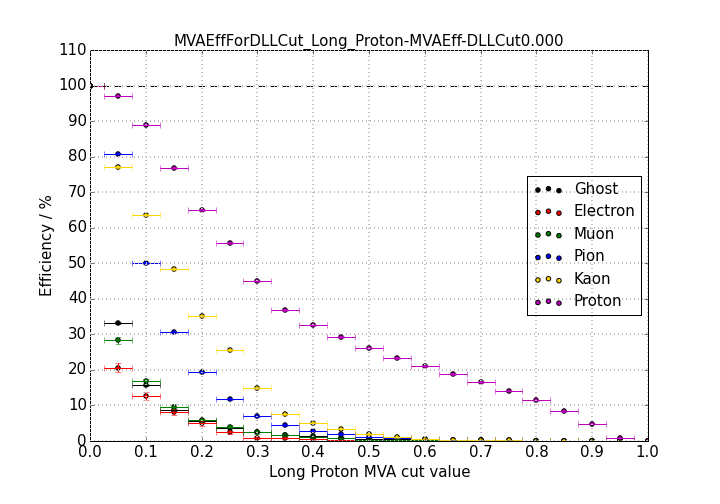 MVAEffForDLLCut_Long_Proton-MVAEff-DLLCut0.000
110
100
90
80
70
60
50
40
30
20
10
0
Efficiency / %
Ghost
Electron
Muon
Pion
Kaon
Proton
0.0 0.1 0.2 0.3 0.4 0.5 0.6 0.7 0.8 0.9 1.0
Long Proton MVA cut value